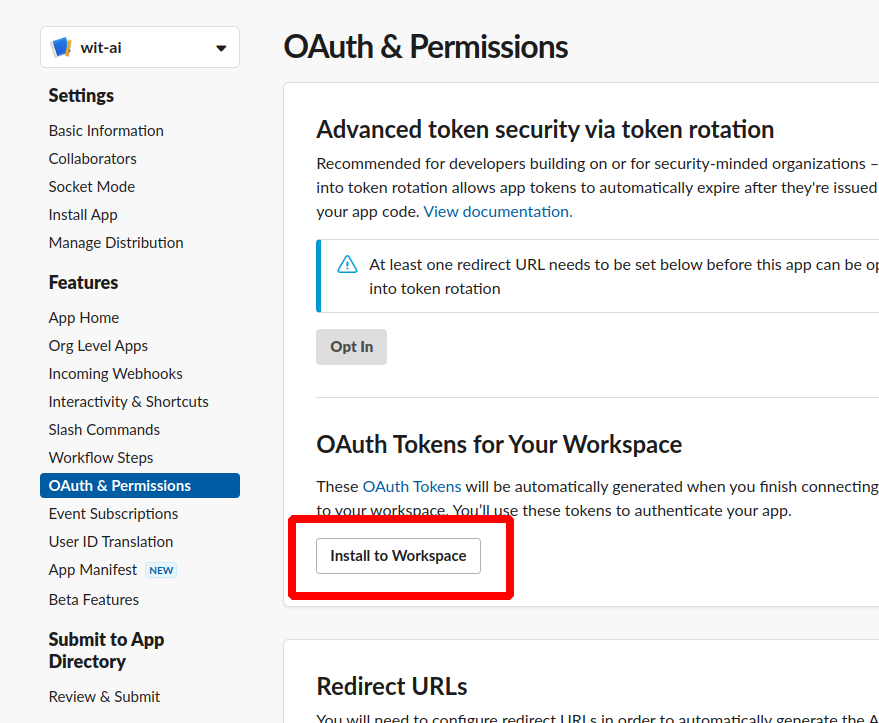 wit-ai
OAuth & Permissions
Settings
Basic Information
Collaborators
Socket Mode
Install App
Manage Distribution
Features
App Home
Org Level Apps
Incoming Webhooks
Interactivity & Shortcuts
Slash Commands
Workflow Steps
OAuth & Permissions
Event Subscriptions
User ID Translation
App Manifest NEW
Beta Features
Submit to App
Directory
Review & Submit
Advanced token security via token rotation
Recommended for developers building on or for security-minded organizations –
into token rotation allows app tokens to automatically expire after they're issued
your app code. View documentation.
At least one redirect URL needs to be set below before this app can be op
into token rotation
Opt In
OAuth Tokens for Your Workspace
These OAuth Tokens will be automatically generated when you finish connecting
to your workspace. You’ll use these tokens to authenticate your app.
Install to Workspace
Redirect URLs
You will need to configure redirect URLs in order to automatically generate the A